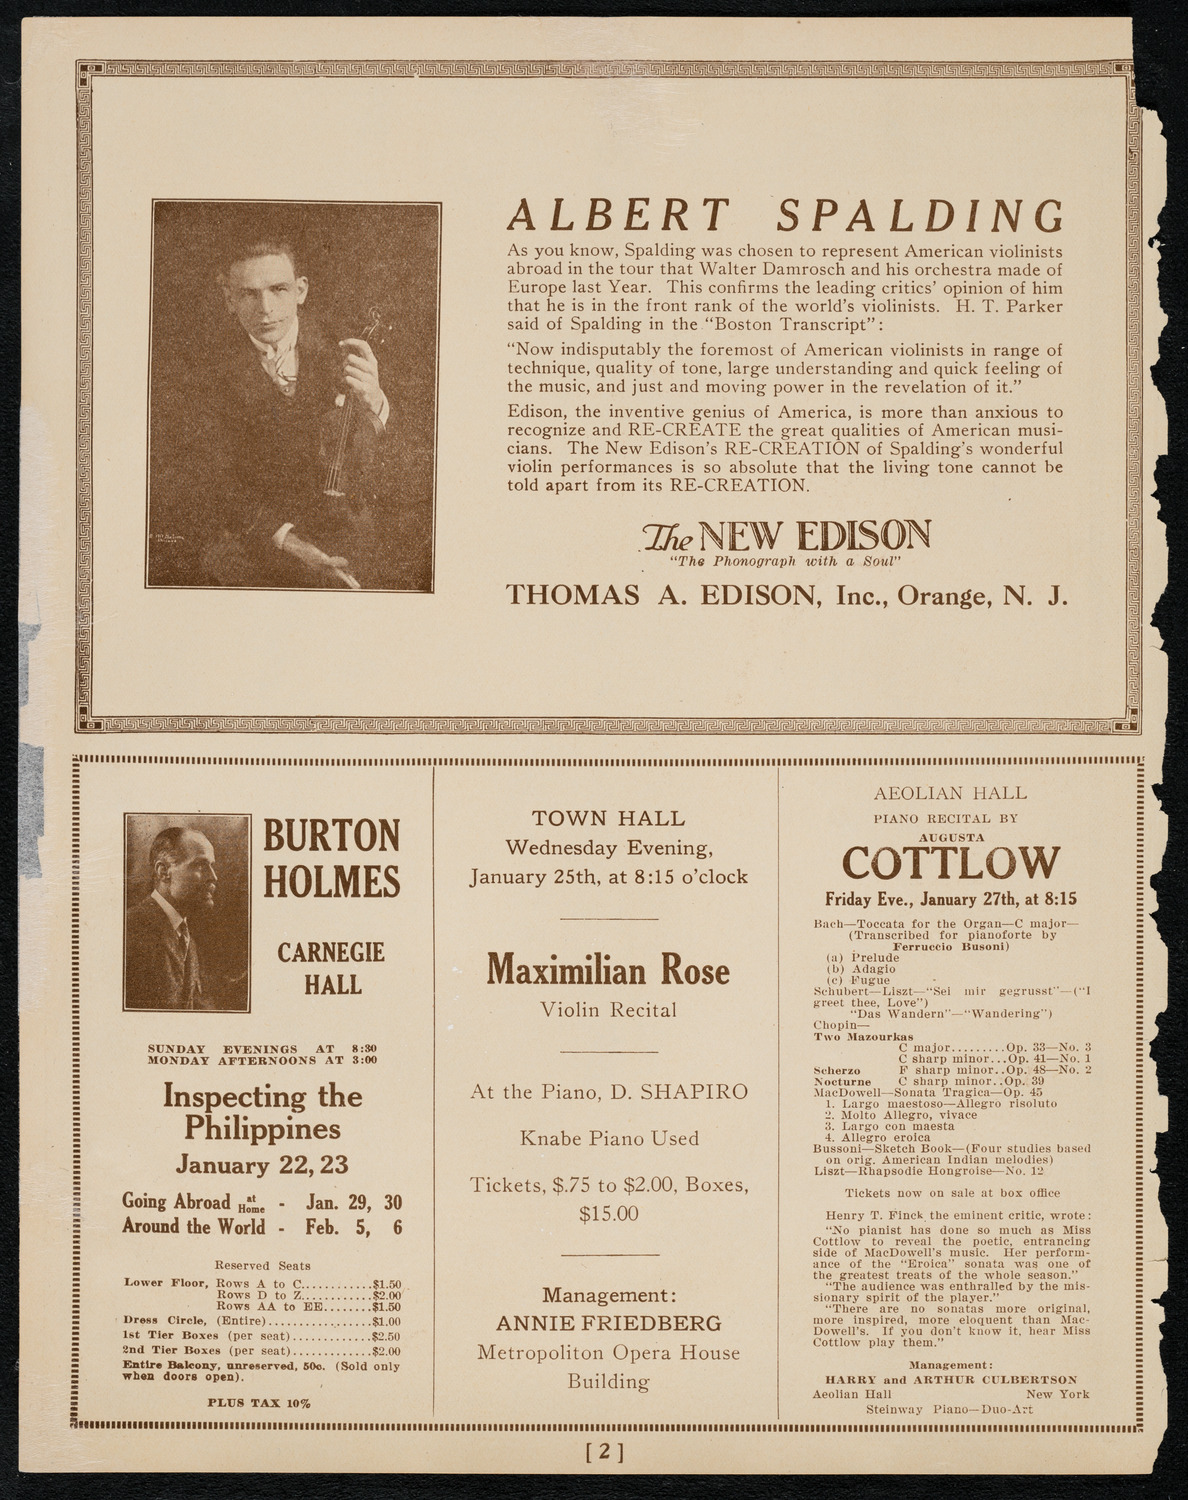 ALBERT SPALDING
As you know, Spalding was chosen to represent American violinists
abroad in the tour that Walter Damrosch and his orchestra made of
Europe last Year. This confirms the leading critics' opinion of him
that he is in the front rank of the world's violinists. H. T. Parker
said of Spalding in the "Boston Transcript":
"Now indisputably the foremost of American violinists in range of
technique, quality of tone, large understanding and quick feeling of
the music, and just and moving power in the revelation of it."
Edison, the inventive genius of America, is more than anxious to
recognize and RE-CREATE the great qualities of American musi-
cians. The New Edison's RE-CREATION of Spalding's wonderful
violin performances is so absolute that the living tone cannot be
told apart from its RE-CREATION.
The NEW EDISON
"The Phonograph with a Soul"
THOMAS A. EDISON, Inc., Orange, N. J.
BURTON
HOLMES
CARNEGIE
HALL
SUNDAY EVENINGS AT 8:30
MONDAY AFTERNOONS AT 3:00
Inspecting the
Philippines
January 22, 23
Going Abroad at Home - Jan. 29, 30
Around the World - Feb. 5, 6
Reserved Seats
Lower Floor, Rows A to C............$1.50
Rows D to Z............$2.00
Rows AA to EE........$1.50
Dress Circle, (Entire)..............$1.00
1st Tier Boxes (per seat)............$2.50
2nd Tier Boxes (per seat)............$2.00
Entire Balcony, unreserved, 50c. (Sold only
when doors open).
PLUS TAX 10%
TOWN HALL
Wednesday Evening,
January 25th, at 8:15 o'clock
Maximilian Rose
Violin Recital
At the Piano, D. SHAPIRO
Knabe Piano Used
Tickets, $.75 to $2.00, Boxes,
$15.00
Management:
ANNIE FRIEDBERG
Metropoliton Opera House
Building
AEOLIAN HALL
PIANO RECITAL BY
AUGUSTA
COTTLOW
Friday Eve., January 27th, at 8:15
Bach—Toccata for the Organ—C major—
(Transcribed for pianoforte by
Ferruccio Busoni)
(a) Prelude
(b) Adagio
(c) Fugue
Schubert—Liszt—"Sei mir gegrusst"—("I
greet thee, Love")
"Das Wandern"—"Wandering")
Chopin—
Two Mazourkas
C major.........Op. 33—No. 3
C sharp minor...Op. 41—No. 1
Scherzo F sharp minor..Op. 48—No. 2
Nocturne C sharp minor..Op. 39
MacDowell—Sonata Tragica—Op. 45
1. Largo maestoso—Allegro risoluto
2. Molto Allegro, vivace
3. Largo con maesta
4. Allegro eroica
Bussoni—Sketch Book—(Four studies based
on orig. American Indian melodies)
Liszt—Rhapsodie Hongroise—No. 12
Tickets now on sale at box office
Henry T. Finck the eminent critic, wrote:
"No pianist has done so much as Miss
Cottlow to reveal the poetic, entrancing
side of MacDowell's music. Her perform-
ance of the "Eroica" sonata was one of
the greatest treats of the whole season."
"The audience was enthralled by the mis-
sionary spirit of the player."
"There are no sonatas more original,
more inspired, more eloquent than Mac-
Dowell's. If you don't know it, hear Miss
Cottlow play them."
Management:
HARRY and ARTHUR CULBERTSON
Aeolian Hall New York
Steinway Piano—Duo-Art
[ 2 ]